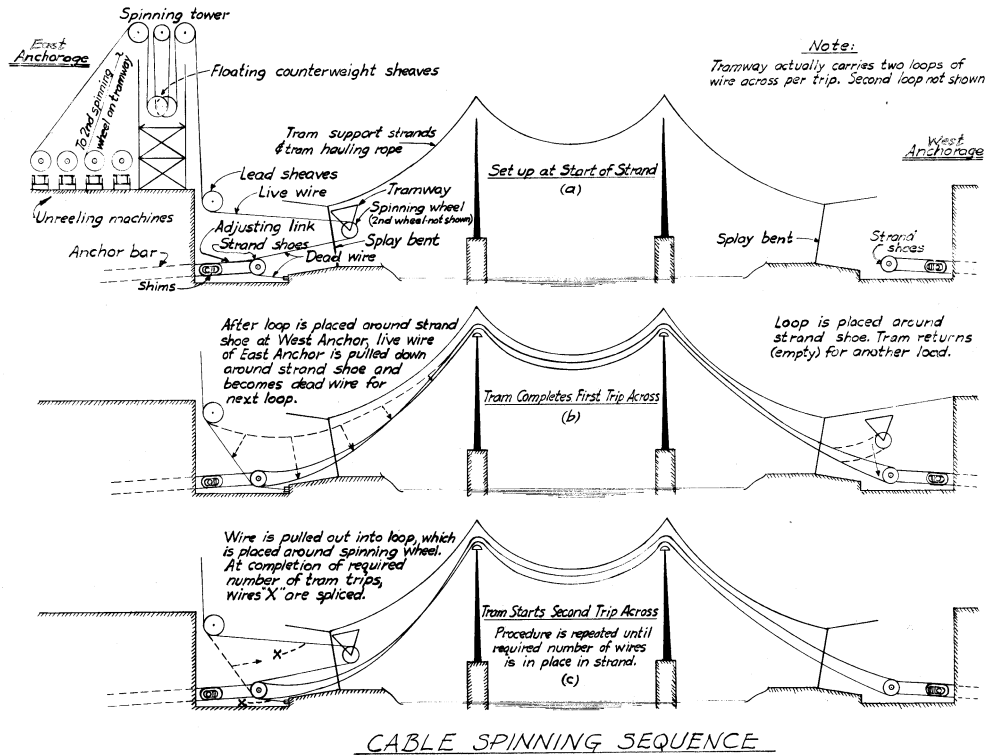 Spinning tower
East
Anchorage
To 2nd spinning
wheel on tramway
Floating counterweight sheaves
Note:
Tramway actually carries two loops of
wire across per trip. Second loop not shown
Tram support strands
& tram hauling rope
West
Anchorage
Set up at Start of Strand
(a)
Lead sheaves
Live wire
Tramway
Spinning wheel
(2nd wheel-not shown)
Unreeling machines
Adjusting link
Strand shoes
Splay bent
Dead wire
Anchor bar
Shims
Splay bent
Strand
shoes
After loop is placed around strand
shoe at West Anchor, live wire
of East Anchor is pulled down
around strand shoe and
becomes dead wire for
next loop.
Loop is placed around
strand shoe. Tram returns
(empty) for another load.
Tram Completes First Trip Across
(b)
Wire is pulled out into loop, which
is placed around spinning wheel.
At completion of required
number of tram trips,
wires "X" are spliced.
Tram Starts Second Trip Across
Procedure is repeated until
required number of wires
is in place in strand.
(c)
X
X
CABLE SPINNING SEQUENCE